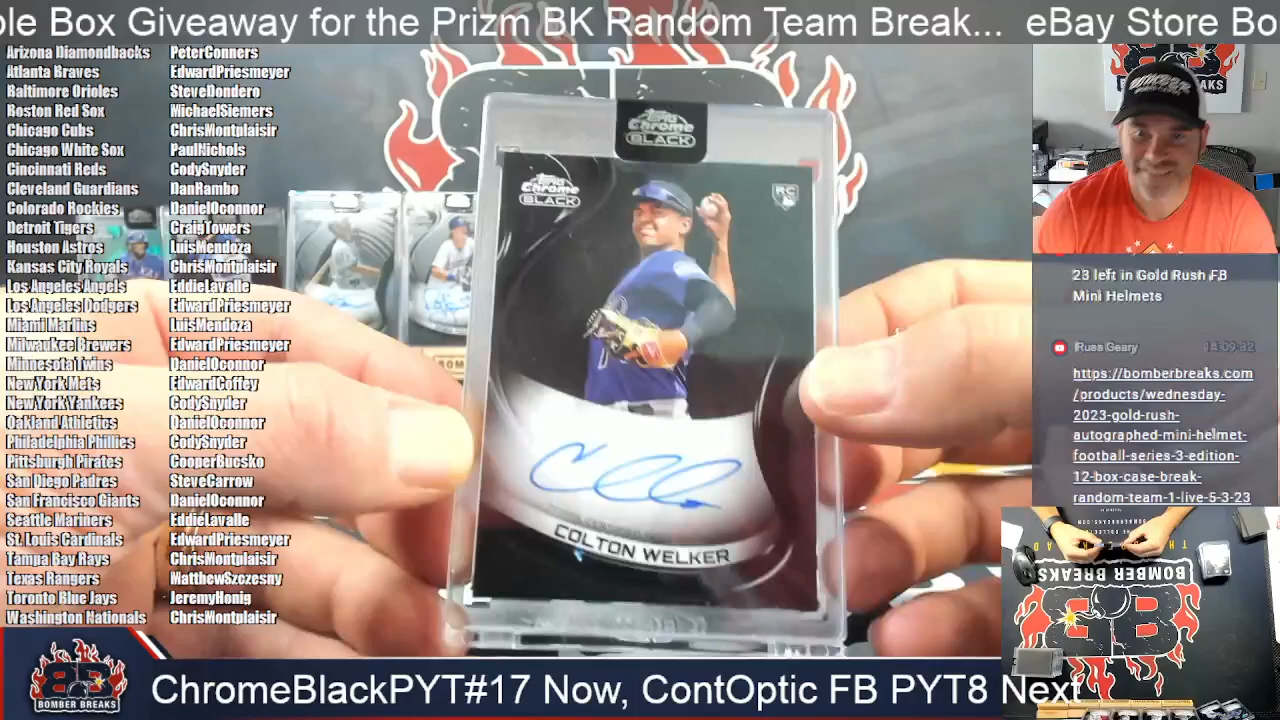 ole Box Giveaway for the Prizm BK Random Team Break... eBay Store Bo
Arizona Diamondbacks PeterConners
Atlanta Braves EdwardPriesmeyer
Baltimore Orioles SteveDondero
Boston Red Sox MichaelSiemers
Chicago Cubs ChrisMontplaisir
Chicago White Sox PaulNichols
Cincinnati Reds CodySnyder
Cleveland Guardians DanRambo
Colorado Rockies DanielOconnor
Detroit Tigers CraigTowers
Houston Astros LuisMendoza
Kansas City Royals ChrisMontplaisir
Los Angeles Angels EddieLavalle
Los Angeles Dodgers EdwardPriesmeyer
Miami Marlins LuisMendoza
Milwaukee Brewers EdwardPriesmeyer
Minnesota Twins DanielOconnor
New York Mets EdwardCoffey
New York Yankees CodySnyder
Oakland Athletics DanielOconnor
Philadelphia Phillies CodySnyder
Pittsburgh Pirates CooperBucsko
San Diego Padres SteveCarrow
San Francisco Giants DanielOconnor
Seattle Mariners EddieLavalle
St. Louis Cardinals EdwardPriesmeyer
Tampa Bay Rays ChrisMontplaisir
Texas Rangers MatthewSzczesny
Toronto Blue Jays JeremyHonig
Washington Nationals ChrisMontplaisir
Topps
Chrome
BLACK
Topps
Chrome
BLACK
RC
COLTON WELKER
23 left in Gold Rush FB
Mini Helmets
Russ Geary 14:09:32
https://bomberbreaks.com
/products/wednesday-
2023-gold-rush-
autographed-mini-helmet-
football-series-3-edition-
12-box-case-break-
random-team-1-live-5-3-23
BOMBER BREAKS
BB
BB
BOMBER BREAKS
ChromeBlackPYT#17 Now, ContOptic FB PYT8 Next